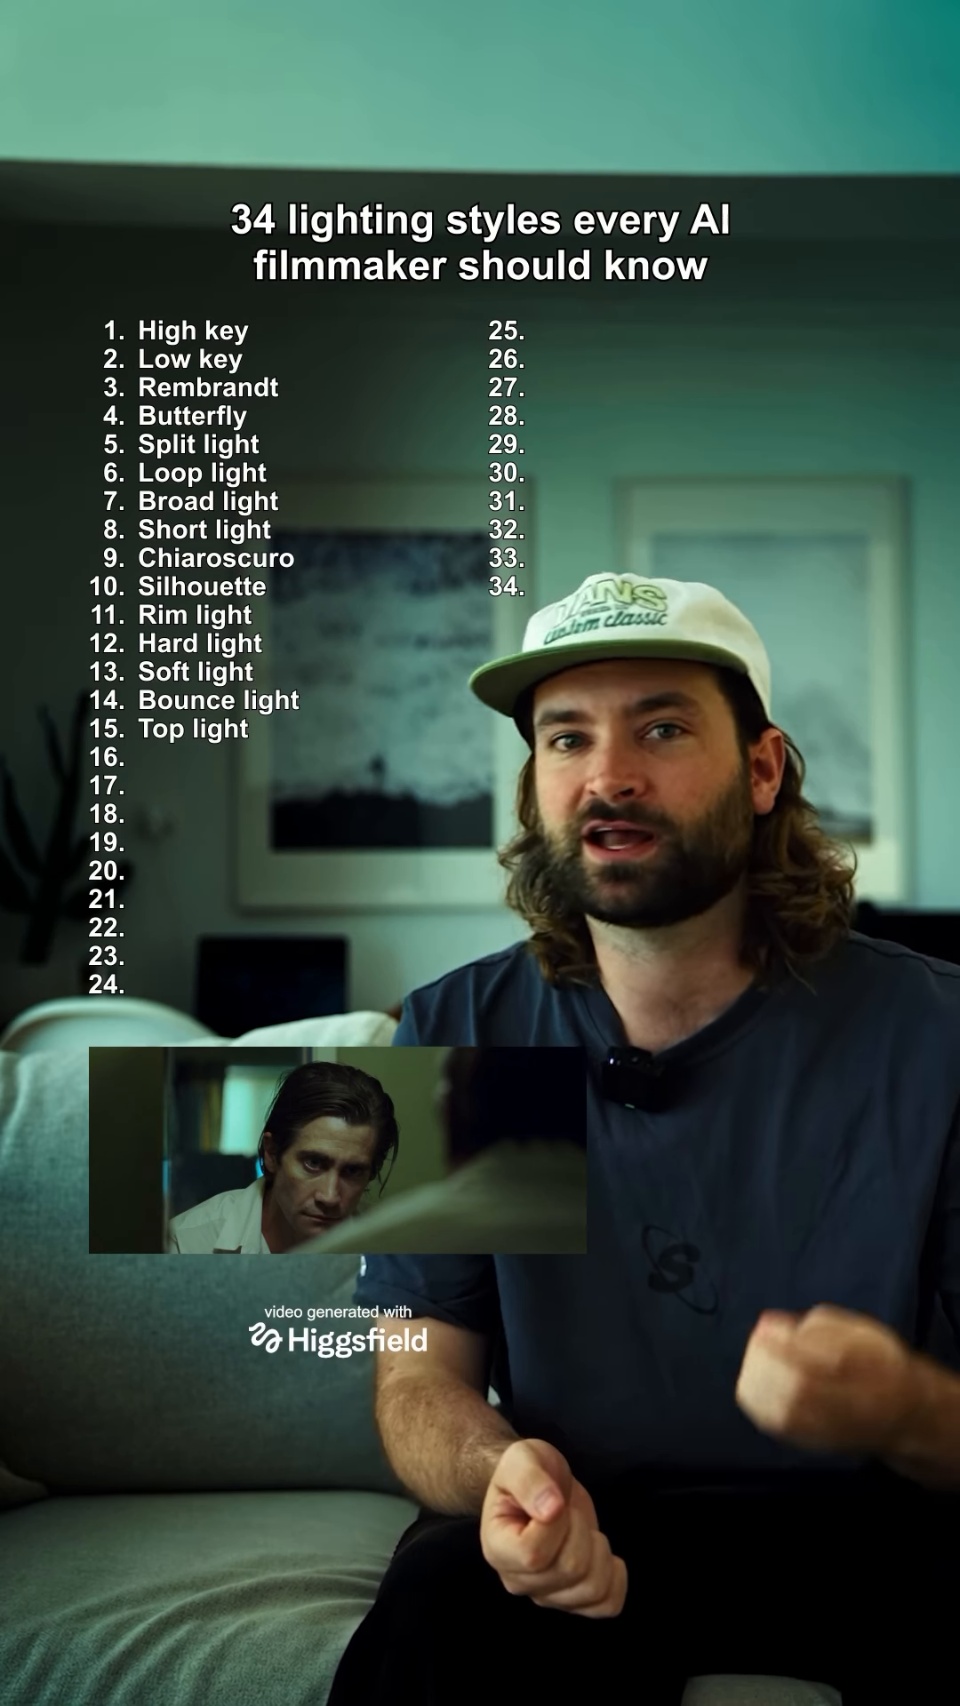 34 lighting styles every AI
filmmaker should know
1. High key
2. Low key
3. Rembrandt
4. Butterfly
5. Split light
6. Loop light
7. Broad light
8. Short light
9. Chiaroscuro
10. Silhouette
11. Rim light
12. Hard light
13. Soft light
14. Bounce light
15. Top light
16.
17.
18.
19.
20.
21.
22.
23.
24.
25.
26.
27.
28.
29.
30.
31.
32.
33.
34.
VANS
custom classic
S
video generated with
Higgsfield